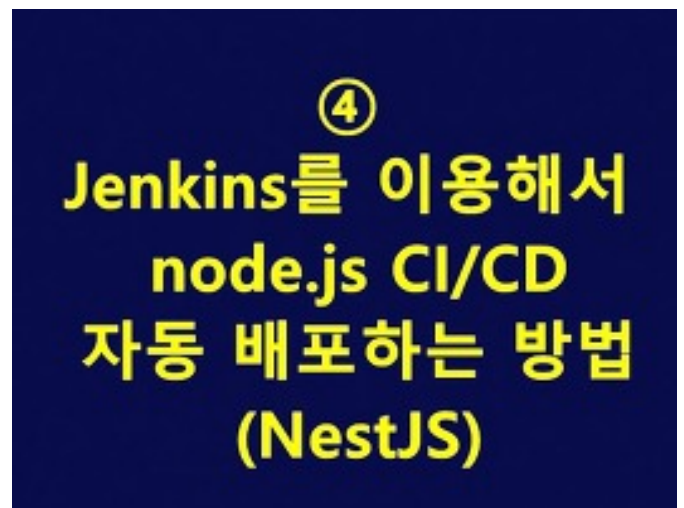 ④
Jenkins를 이용해서
node.js CI/CD
자동 배포하는 방법
(NestJS)